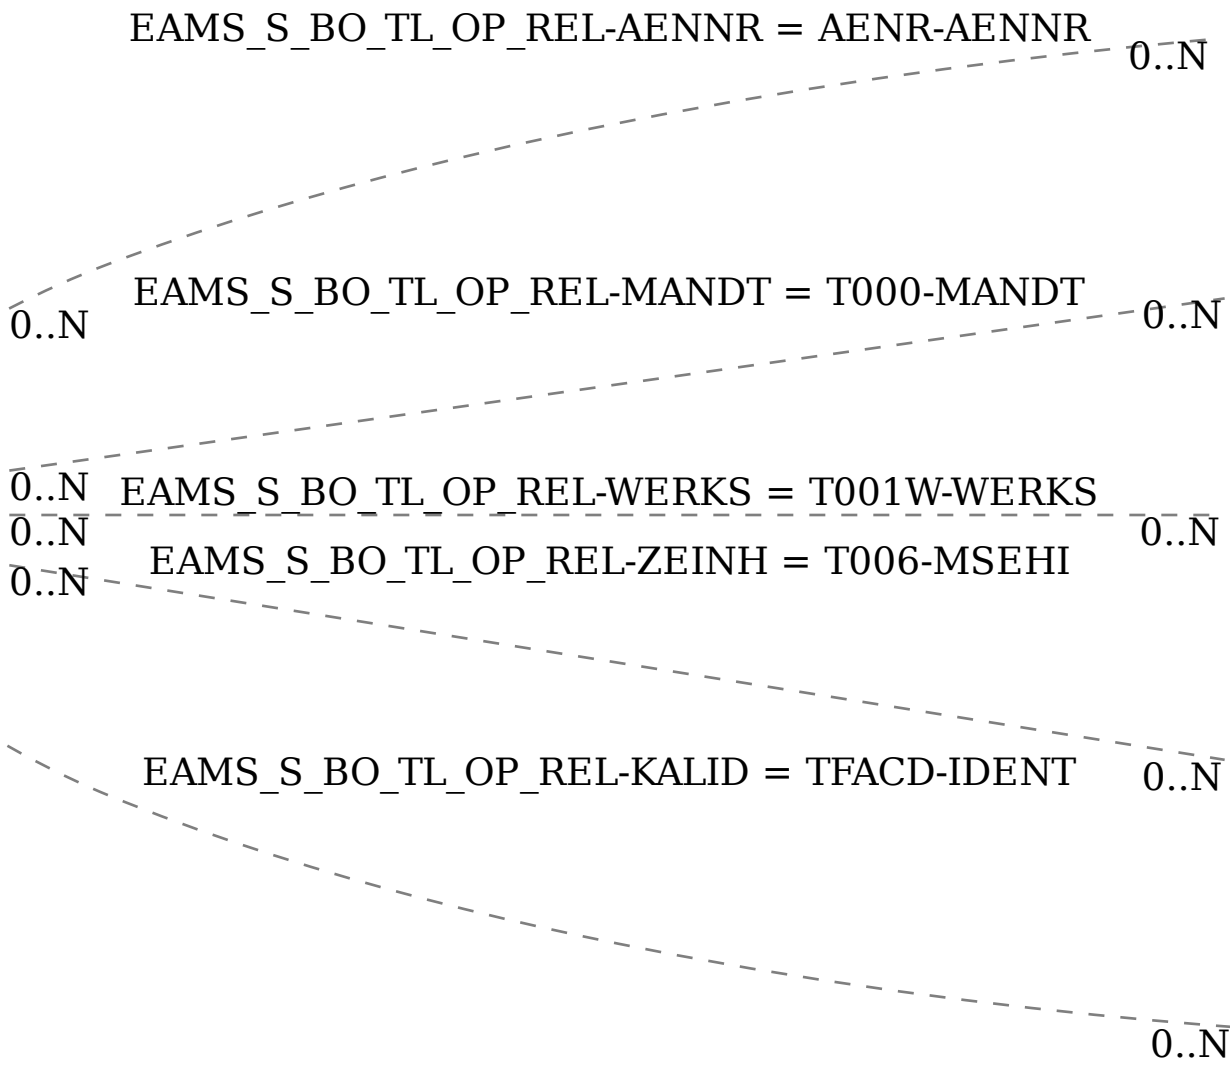 EAMS_S_BO_TL_OP_REL-AENNR = AENR-AENNR
0..N
EAMS_S_BO_TL_OP_REL-MANDT = T000-MANDT
0..N
0..N
EAMS_S_BO_TL_OP_REL-WERKS = T001W-WERKS
0..N
0..N
0..N
EAMS_S_BO_TL_OP_REL-ZEINH = T006-MSEHI
0..N
EAMS_S_BO_TL_OP_REL-KALID = TFACD-IDENT
0..N
0..N